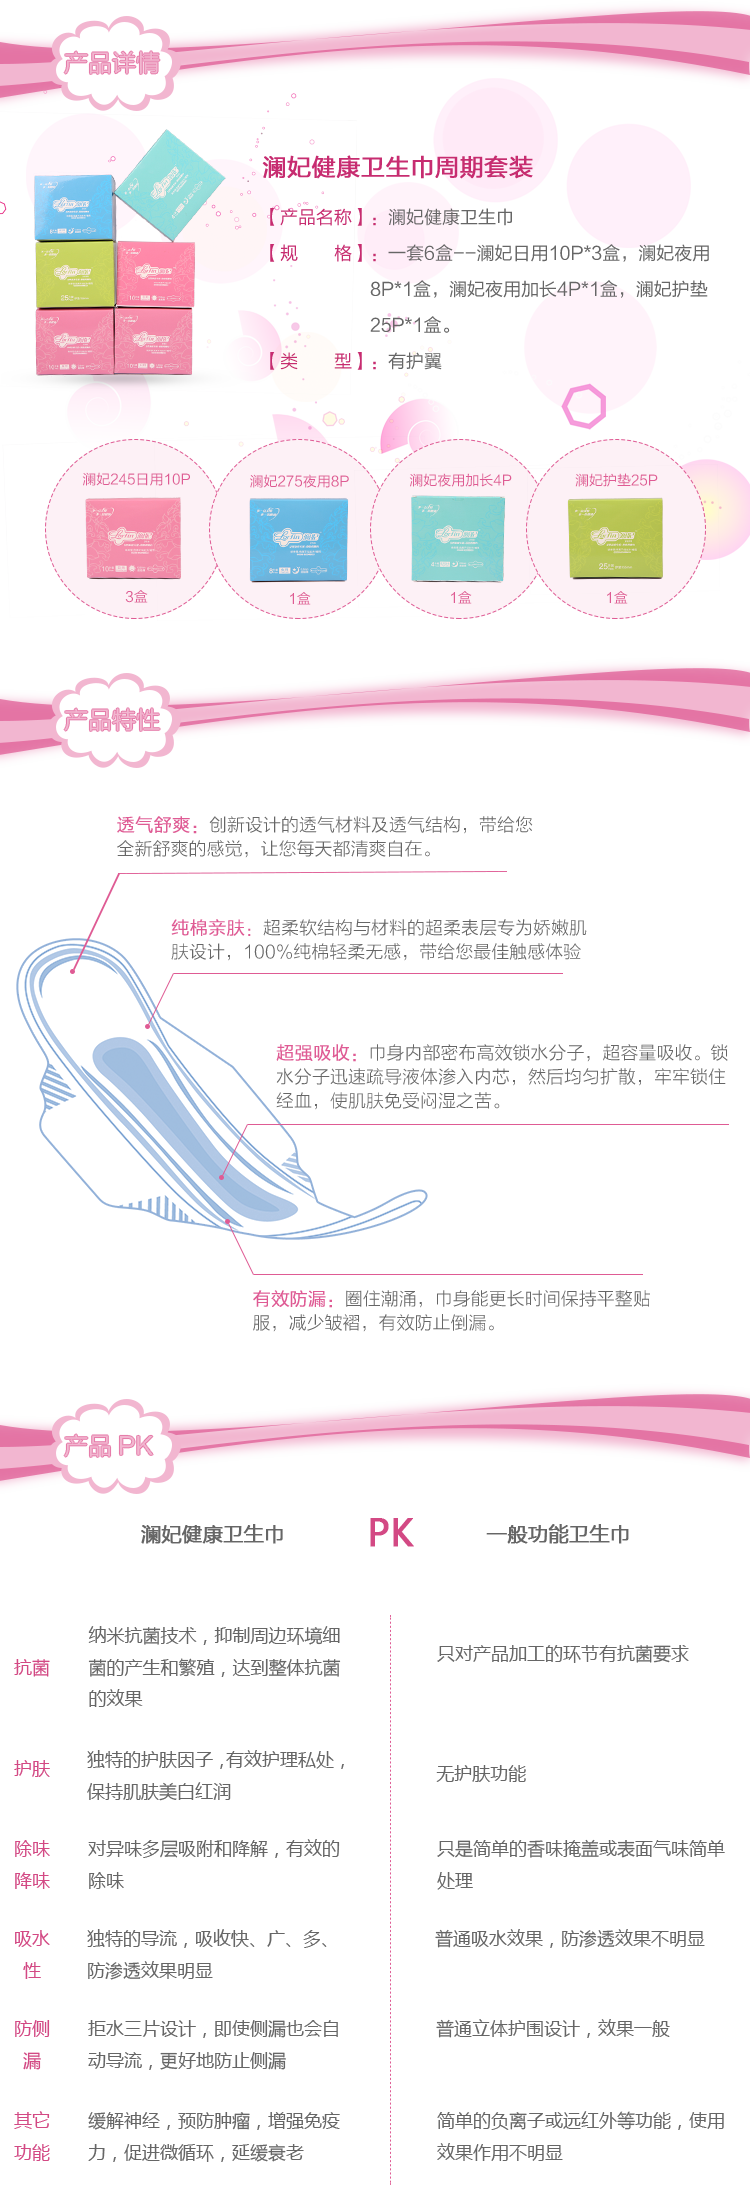 产品详情
澜妃健康卫生巾周期套装
【产品名称】：澜妃健康卫生巾
【规　　格】：一套6盒--澜妃日用10P*3盒，澜妃夜用
8P*1盒，澜妃夜用加长4P*1盒，澜妃护垫
25P*1盒。
【类　　型】：有护翼
澜妃245日用10P
澜妃275夜用8P
澜妃夜用加长4P
澜妃护垫25P
3盒
1盒
1盒
1盒
产品特性
透气舒爽：创新设计的透气材料及透气结构，带给您
全新舒爽的感觉，让您每天都清爽自在。
纯棉亲肤：超柔软结构与材料的超柔表层专为娇嫩肌
肤设计，100%纯棉轻柔无感，带给您最佳触感体验
超强吸收：巾身内部密布高效锁水分子，超容量吸收。锁
水分子迅速疏导液体渗入内芯，然后均匀扩散，牢牢锁住
经血，使肌肤免受闷湿之苦。
有效防漏：圈住潮涌，巾身能更长时间保持平整贴
服，减少皱褶，有效防止倒漏。
产品 PK
澜妃健康卫生巾 PK 一般功能卫生巾
抗菌
纳米抗菌技术，抑制周边环境细
菌的产生和繁殖，达到整体抗菌
的效果
只对产品加工的环节有抗菌要求
护肤
独特的护肤因子，有效护理私处，
保持肌肤美白红润
无护肤功能
除味
降味
对异味多层吸附和降解，有效的
除味
只是简单的香味掩盖或表面气味简单
处理
吸水
性
独特的导流，吸收快、广、多、
防渗透效果明显
普通吸水效果，防渗透效果不明显
防侧
漏
拒水三片设计，即使侧漏也会自
动导流，更好地防止侧漏
普通立体护围设计，效果一般
其它
功能
缓解神经，预防肿瘤，增强免疫
力，促进微循环，延缓衰老
简单的负离子或远红外等功能，使用
效果作用不明显